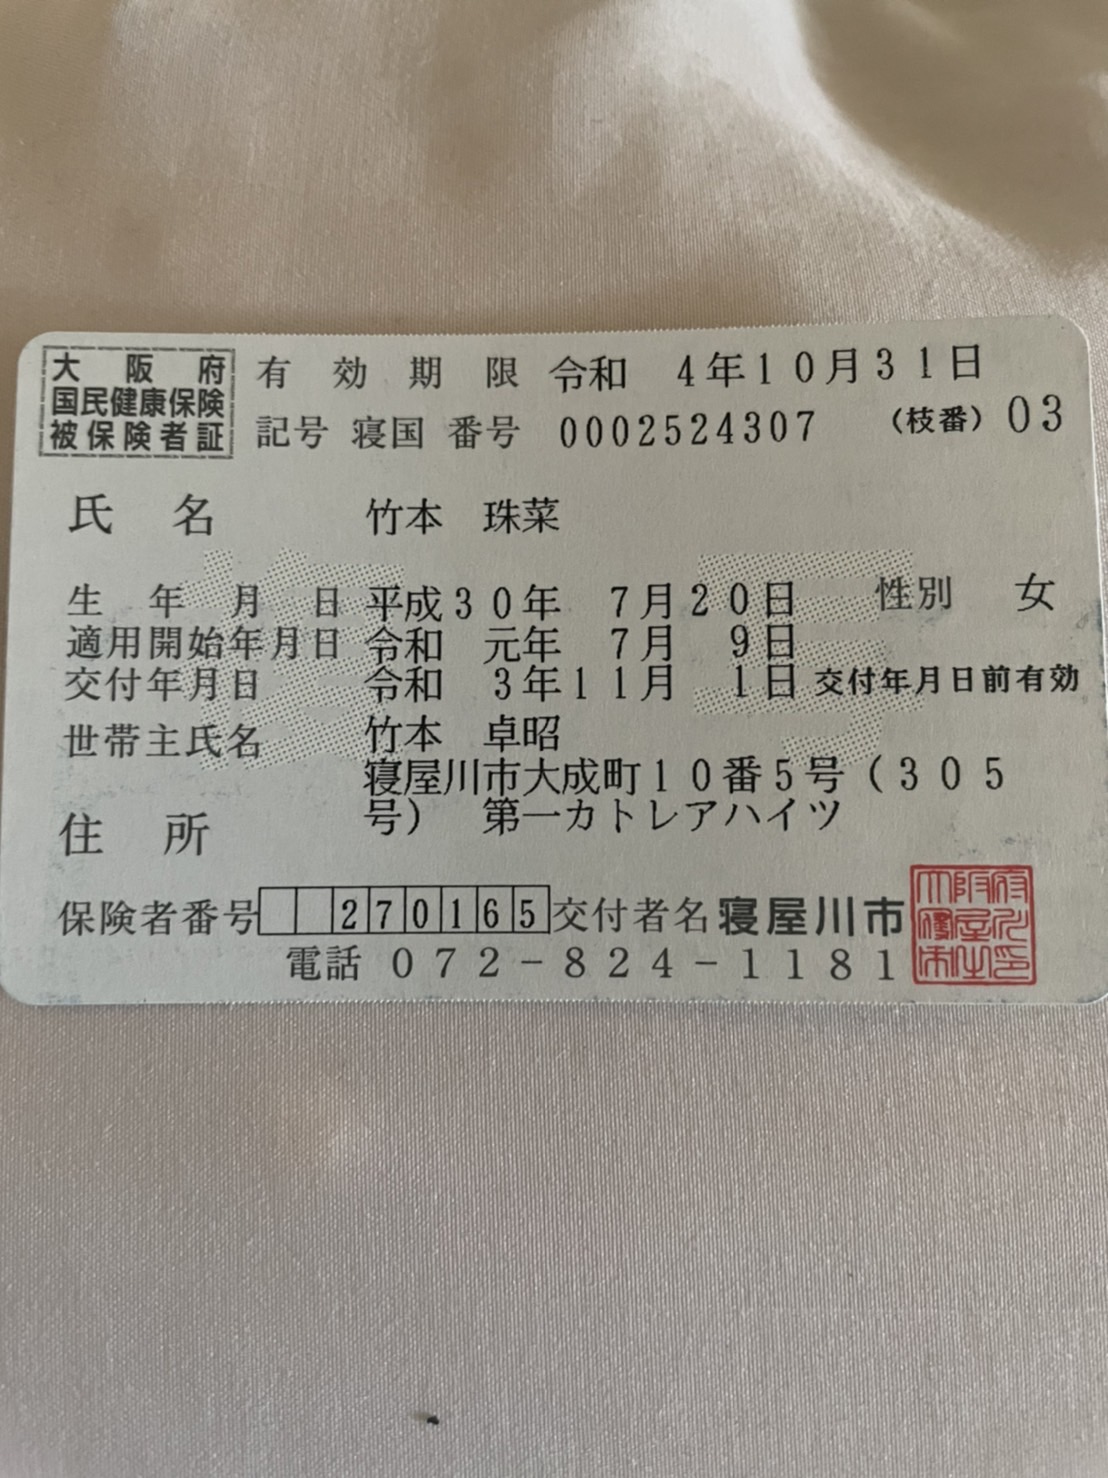 大阪府
国民健康保険
被保険者証
有効期限 令和 4年10月31日
記号 寝国 番号 0002524307 (枝番) 03
氏名 竹本 珠菜
生年月日 平成30年 7月20日 性別 女
適用開始年月日 令和 元年 7月 9日
交付年月日 令和 3年11月 1日 交付年月日前有効
世帯主氏名 竹本 卓昭
住所 寝屋川市大成町10番5号(305
号) 第一カトレアハイツ
保険者番号 270165 交付者名 寝屋川市
電話 072-824-1181